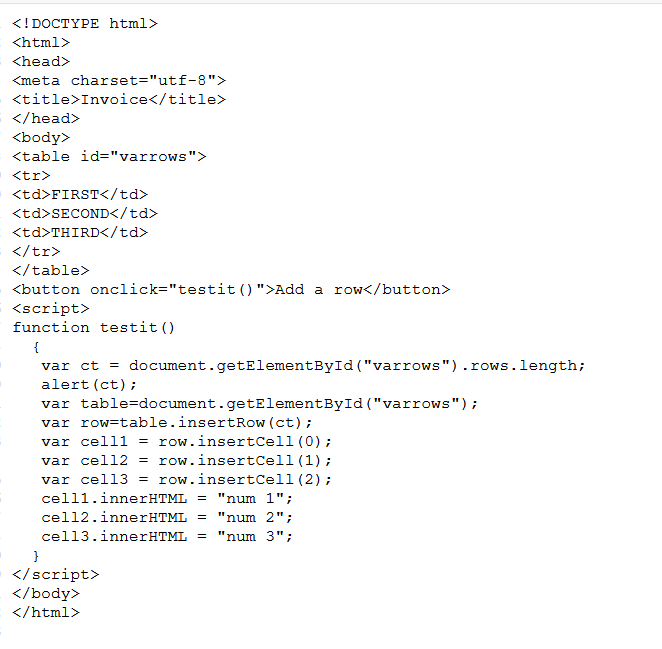 <!DOCTYPE html>
<html>
<head>
<meta charset="utf-8">
<title>Invoice</title>
</head>
<body>
<table id="varrows">
<tr>
<td>FIRST</td>
<td>SECOND</td>
<td>THIRD</td>
</tr>
</table>
<button onclick="testit()">Add a row</button>
<script>
function testit()
  {
   var ct = document.getElementById("varrows").rows.length;
   alert(ct);
   var table=document.getElementById("varrows");
   var row=table.insertRow(ct);
   var cell1 = row.insertCell(0);
   var cell2 = row.insertCell(1);
   var cell3 = row.insertCell(2);
   cell1.innerHTML = "num 1";
   cell2.innerHTML = "num 2";
   cell3.innerHTML = "num 3";
  }
</script>
</body>
</html>